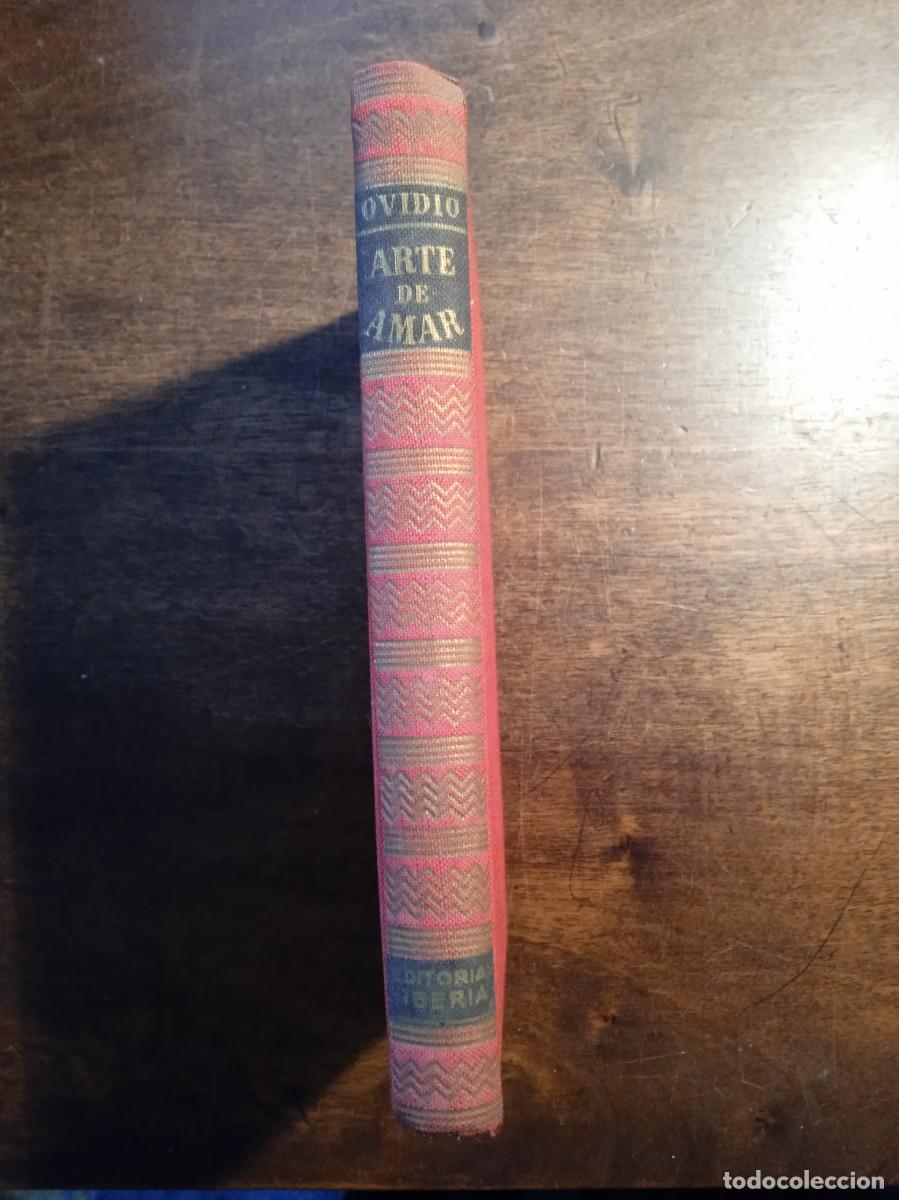 OVIDIO
ARTE
DE
AMAR
EDITORIAL
IBERIA
todocoleccion